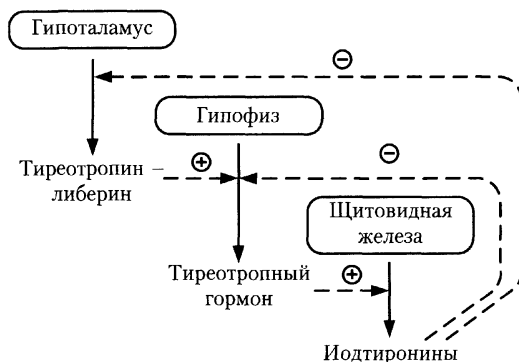 Гипоталамус
⊖
Гипофиз
Тиреотропин –
либерин
⊕
⊖
Щитовидная
железа
Тиреотропный
гормон
⊕
Иодтиронины